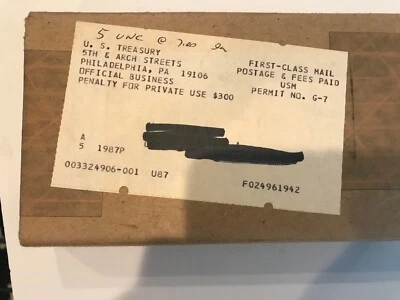 5 UNC @ 7.00 ea
U. S. TREASURY
5TH & ARCH STREETS
PHILADELPHIA, PA 19106
OFFICIAL BUSINESS
PENALTY FOR PRIVATE USE $300
FIRST-CLASS MAIL
POSTAGE & FEES PAID
USM
PERMIT NO. G-7
A
5 1987P
003324906-001 U87
F024961942